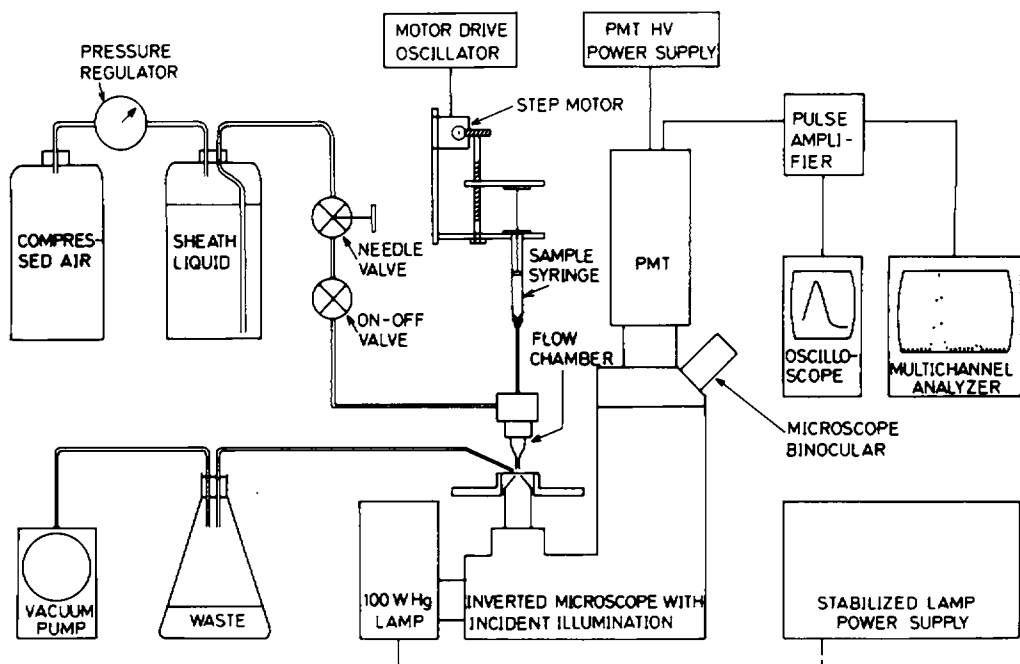 MOTOR DRIVE
OSCILLATOR
PMT HV
POWER SUPPLY
PRESSURE
REGULATOR
STEP MOTOR
PULSE
AMPLI-
FIER
COMPRES-
SED AIR
SHEATH
LIQUID
NEEDLE
VALVE
SAMPLE
SYRINGE
PMT
ON-OFF
VALVE
FLOW
CHAMBER
OSCILLO-
SCOPE
MULTICHANNEL
ANALYZER
MICROSCOPE
BINOCULAR
VACUUM
PUMP
WASTE
100 W Hg
LAMP
INVERTED MICROSCOPE WITH
INCIDENT ILLUMINATION
STABILIZED LAMP
POWER SUPPLY